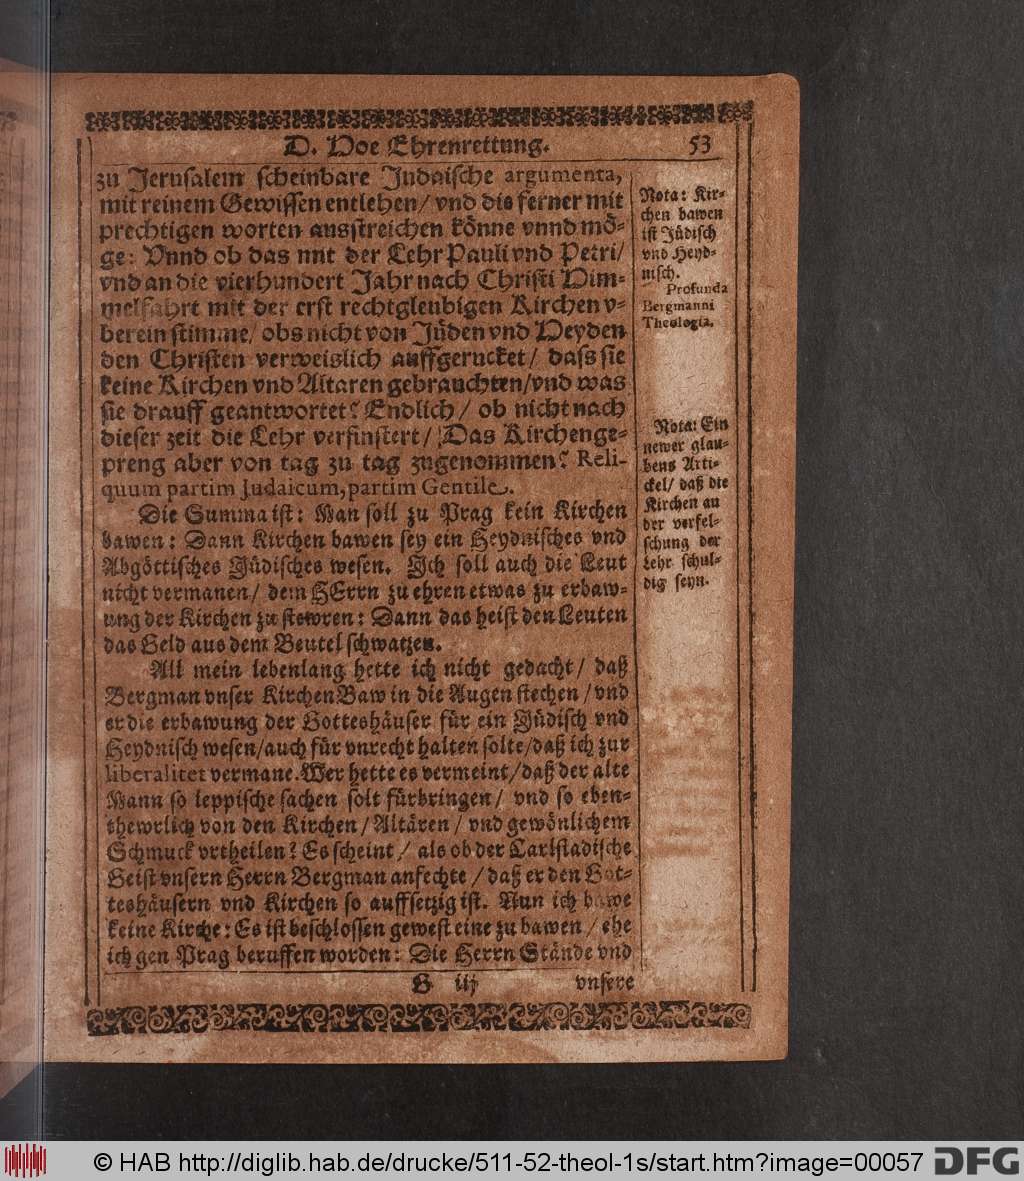 D. Hoe Ehrenrettung. 53
zu Jerusalem scheinbare Judaische argumenta,
mit reinem Gewissen entlehen/ vnd die ferner mit
prechtigen worten ausstreichen könne vnnd mö-
ge: Vnnd ob das mit der Lehr Pauli vnd Petri/
vnd an die vierhundert Jahr nach Christi Him-
melfahrt mit der erst rechtgleubigen Kirchen v-
berein stimme/ obs nicht von Jüden vnd Heyden
den Christen verweislich auffgerucket/ dass sie
keine Kirchen vnd Altaren gebrauchten/ vnd was
sie drauff geantwortet? Endlich/ ob nicht nach
dieser zeit die Lehr verfinstert/ Das Kirchenge-
preng aber von tag zu tag zugenommen? Reli-
quum partim Judaicum, partim Gentile.
Die Summa ist: Man soll zu Prag kein Kirchen
bawen: Dann Kirchen bawen sey ein Heydnisches vnd
Abgöttisches Jüdisches wesen. Ich soll auch die Leut
nicht vermanen/ dem HErrn zu ehren etwas zu erbaw-
ung der Kirchen zu stewren: Dann das heist den Leuten
das Geld aus dem Beutel schwatzen.
All mein lebenlang hette ich nicht gedacht/ daß
Bergman vnser KirchenBaw in die Augen stechen/ vnd
er die erbawung der Gotteshäuser für ein Jüdisch vnd
Heydnisch wesen/ auch für vnrecht halten solte/ daß ich zur
liberalitet vermane. Wer hette es vermeint/ daß der alte
Mann so leppische sachen solt fürbringen/ vnd so eben-
thewrlich von den Kirchen/ Altären/ vnd gewönlichem
Schmuck vrtheilen? Es scheint/ als ob der Carlstadische
Geist vnsern Herrn Bergman anfechte/ daß er den Got-
teshäusern vnd Kirchen so auffsetzig ist. Nun ich bawe
keine Kirche: Es ist beschlossen gewest eine zu bawen/ ehe
ich gen Prag beruffen worden: Die Herrn Stände vnd
G iij vnsere
Nota: Kir-
chen bawen
ist Jüdisch
vnd Heyd-
nisch.
Profunda
Bergmanni
Theologia.
Nota: Ein
newer glau-
bens Arti-
ckel/ daß die
Kirchen an
der verfel-
schung der
Lehr schul-
dig seyn.
© HAB http://diglib.hab.de/drucke/511-52-theol-1s/start.htm?image=00057
DFG